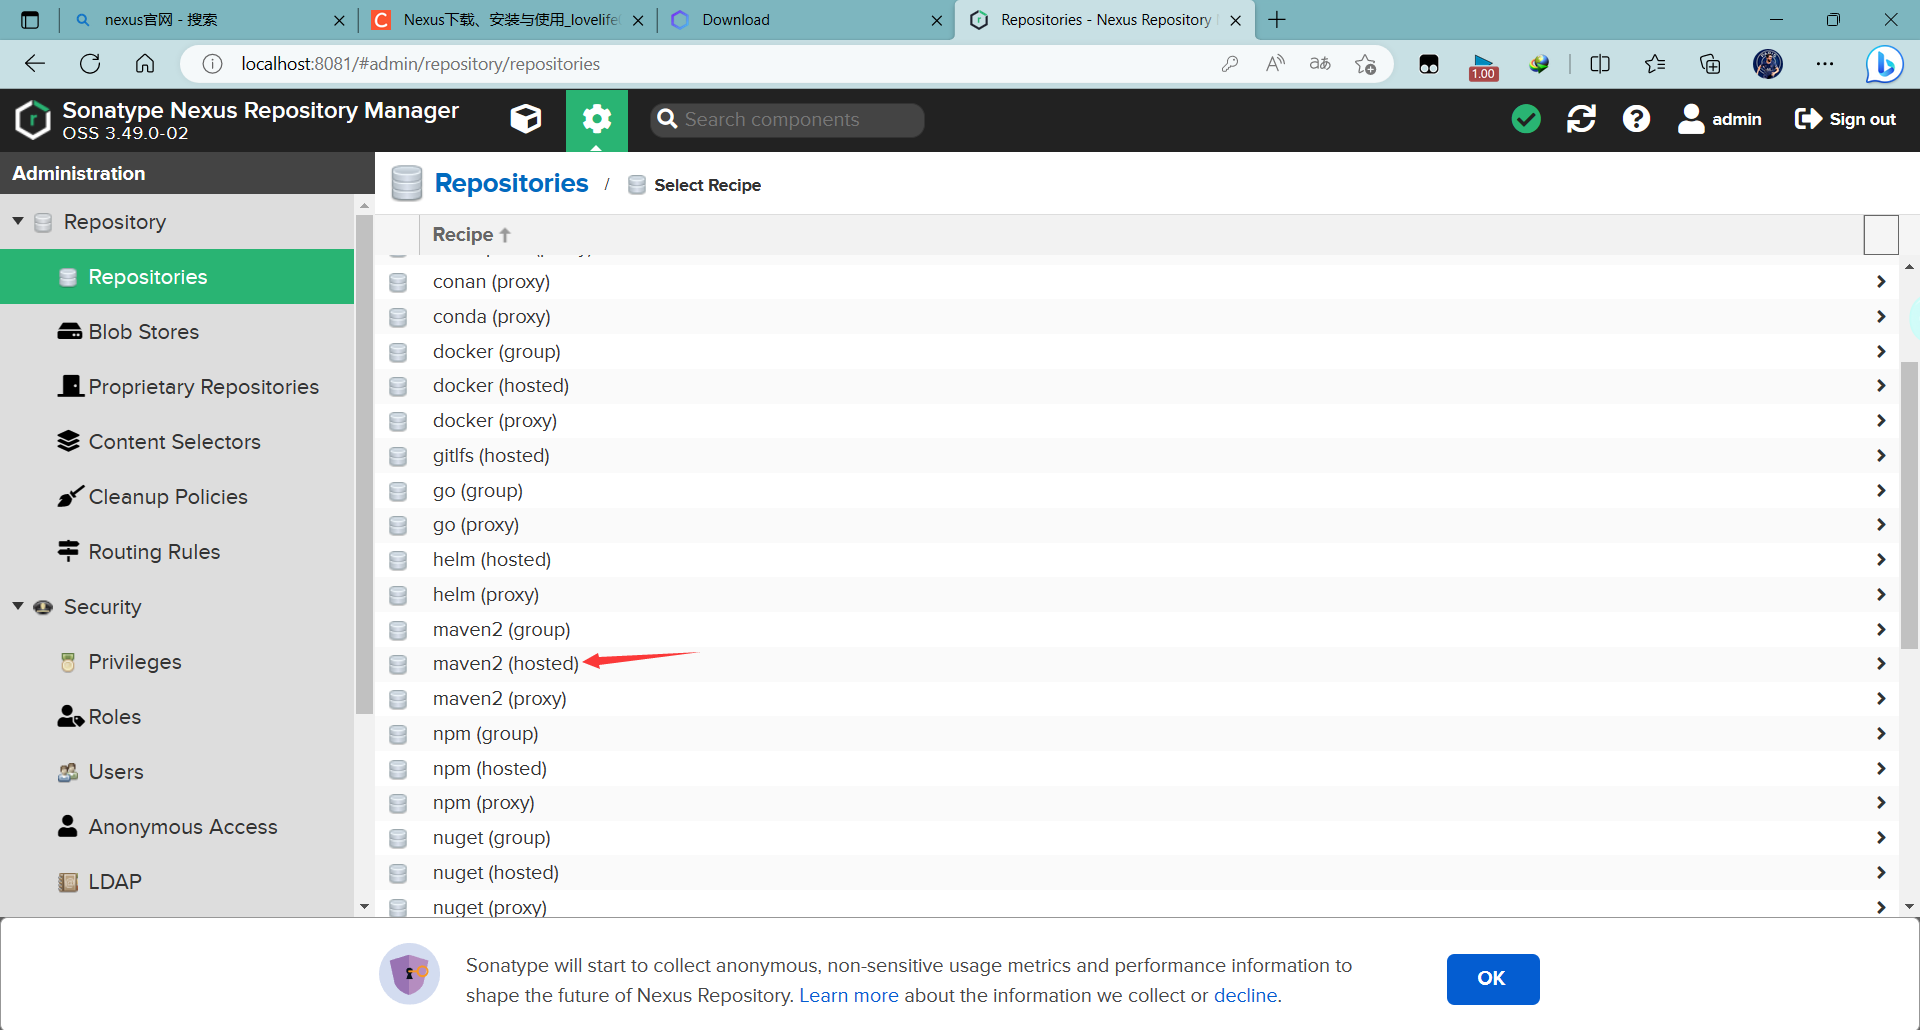 nexus官网 - 搜索
Nexus下载、安装与使用_lovelife
Download
Repositories - Nexus Repository
localhost:8081/#admin/repository/repositories
1.00
Sonatype Nexus Repository Manager
OSS 3.49.0-02
Search components
admin
Sign out
Administration
Repository
Repositories
Blob Stores
Proprietary Repositories
Content Selectors
Cleanup Policies
Routing Rules
Security
Privileges
Roles
Users
Anonymous Access
LDAP
Repositories / Select Recipe
Recipe
conan (proxy)
conda (proxy)
docker (group)
docker (hosted)
docker (proxy)
gitlfs (hosted)
go (group)
go (proxy)
helm (hosted)
helm (proxy)
maven2 (group)
maven2 (hosted)
maven2 (proxy)
npm (group)
npm (hosted)
npm (proxy)
nuget (group)
nuget (hosted)
nuget (proxy)
Sonatype will start to collect anonymous, non-sensitive usage metrics and performance information to
shape the future of Nexus Repository. Learn more about the information we collect or decline.
OK